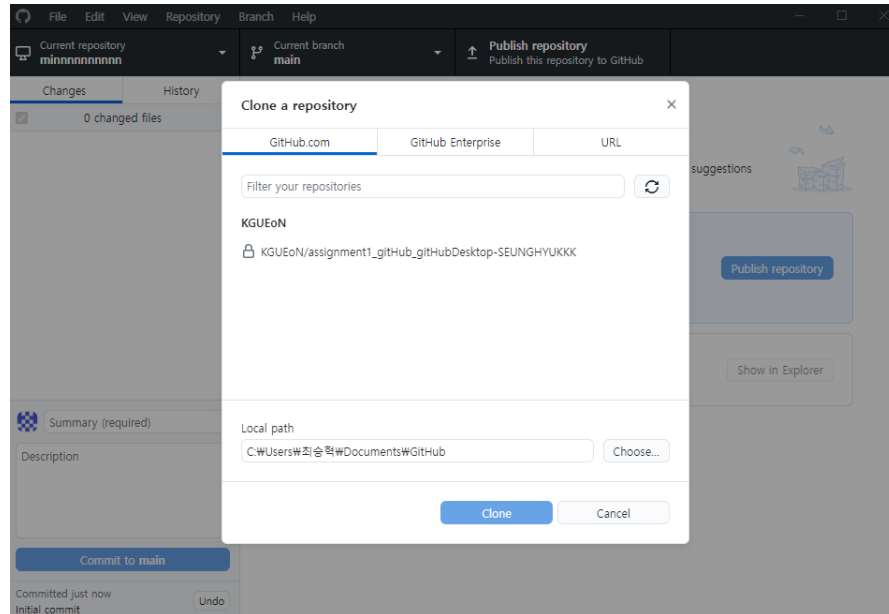 File Edit View Repository Branch Help
Current repository
minnnnnnnnnn
Current branch
main
Publish repository
Publish this repository to GitHub
Changes History
0 changed files
Clone a repository
GitHub.com GitHub Enterprise URL
Filter your repositories
KGUEoN
KGUEoN/assignment1_gitHub_gitHubDesktop-SEUNGHYUKKK
suggestions
Publish repository
Show in Explorer
Summary (required)
Description
Local path
C:₩Users₩최승혁₩Documents₩GitHub
Choose...
Clone Cancel
Commit to main
Committed just now
Initial commit
Undo